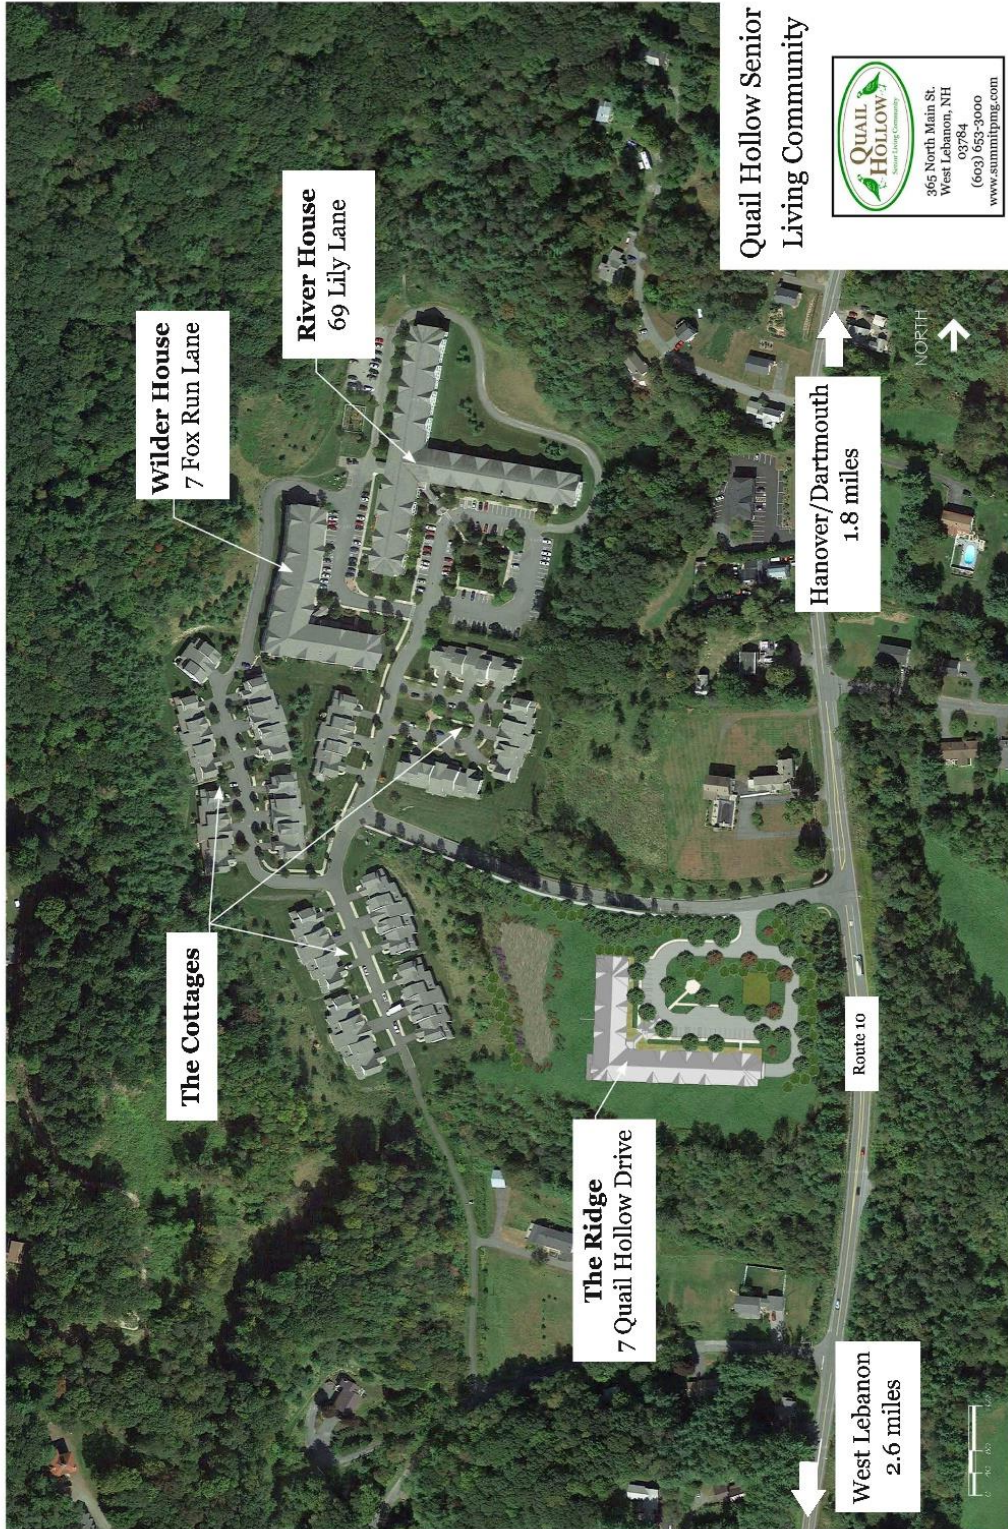 Quail Hollow Senior
Living Community
QUAIL
HOLLOW
Senior Living Community
365 North Main St.
West Lebanon, NH
03784
(603) 653-3000
www.summitpmg.com
Wilder House
7 Fox Run Lane
River House
69 Lily Lane
The Cottages
The Ridge
7 Quail Hollow Drive
Hanover/Dartmouth
1.8 miles
NORTH
Route 10
West Lebanon
2.6 miles